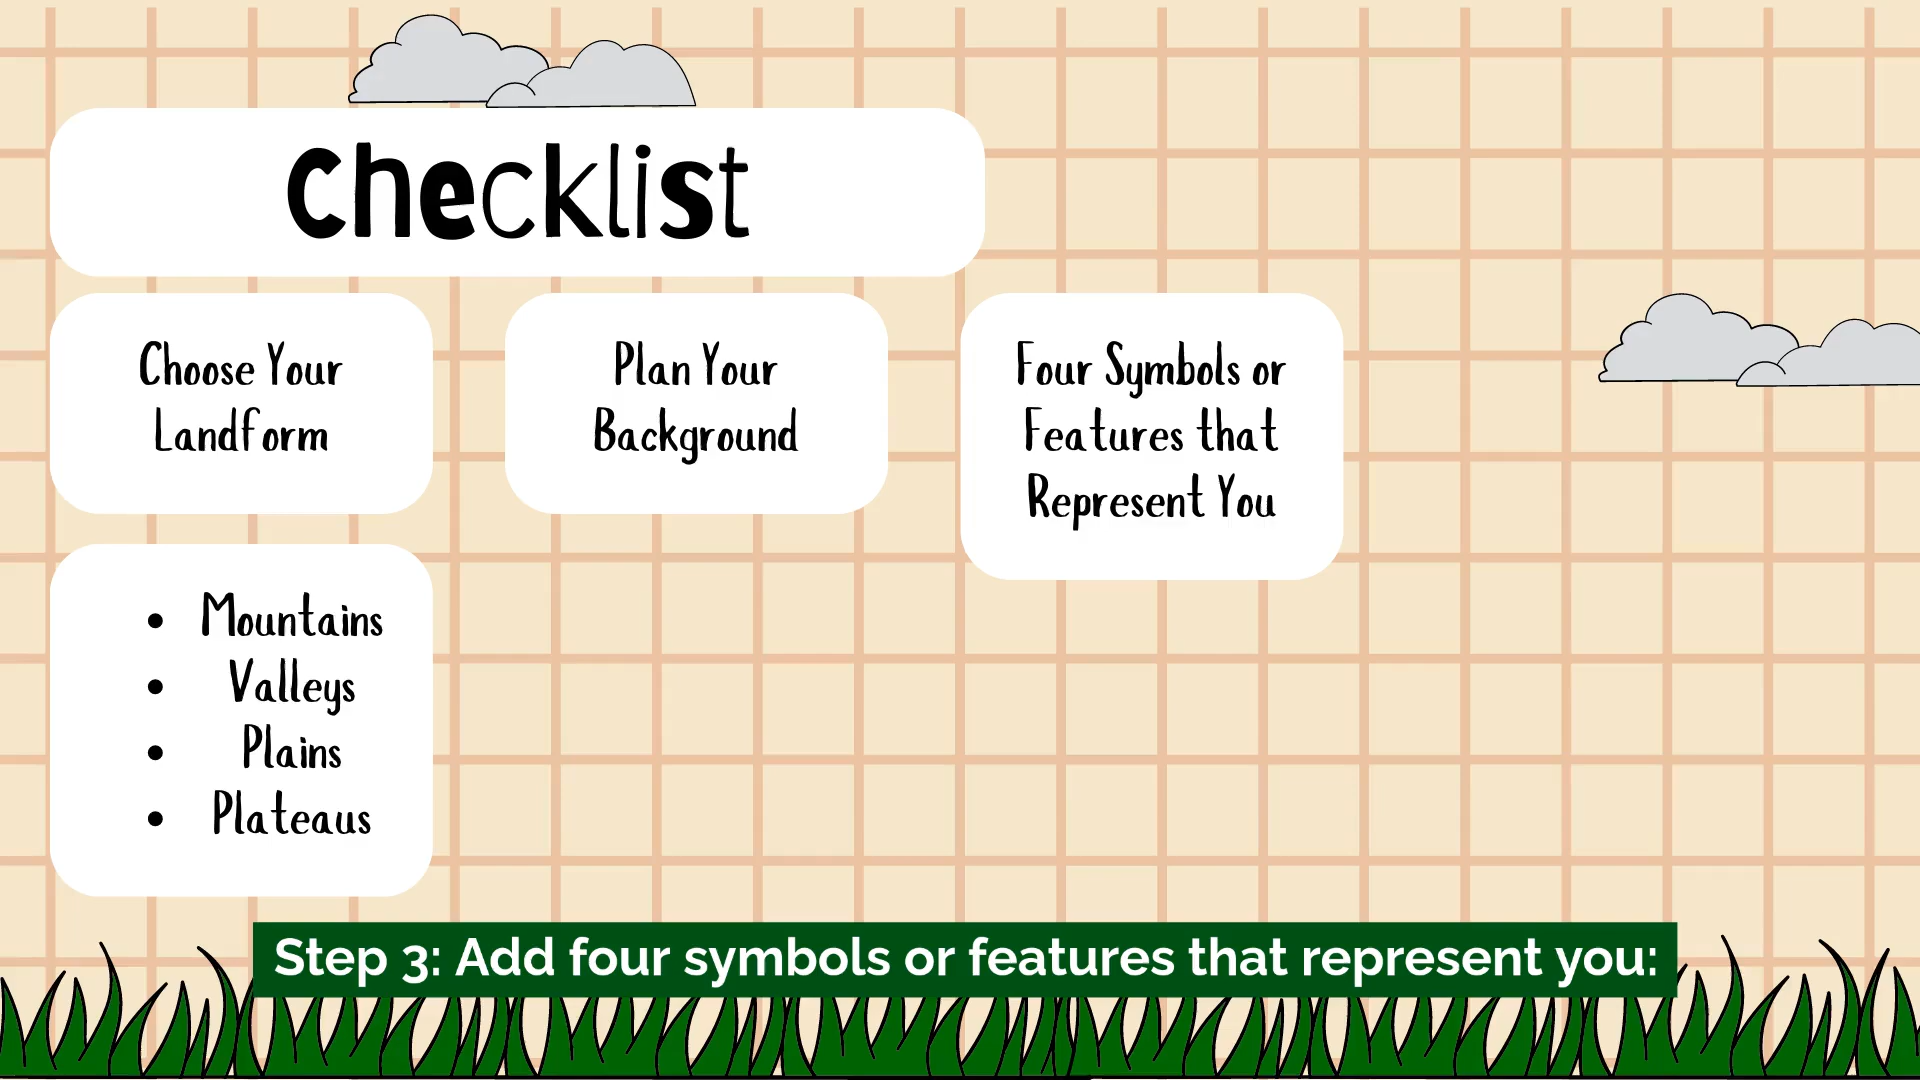 Checklist
Choose Your
Landform
Plan Your
Background
Four Symbols or
Features that
Represent You
• Mountains
• Valleys
• Plains
• Plateaus
Step 3: Add four symbols or features that represent you: